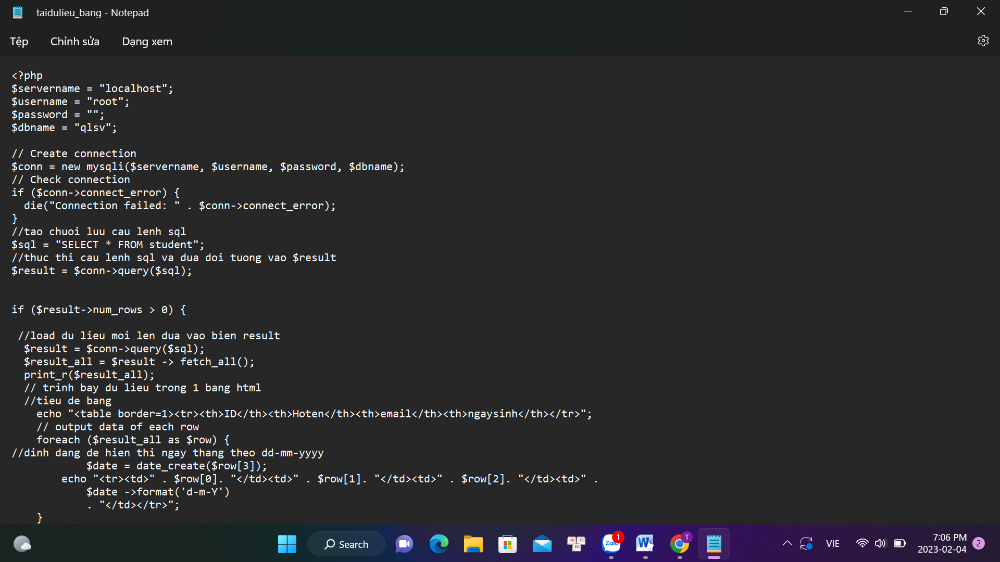 taidulieu_bang - Notepad
Tệp Chỉnh sửa Dạng xem
<?php
$servername = "localhost";
$username = "root";
$password = "";
$dbname = "qlsv";
// Create connection
$conn = new mysqli($servername, $username, $password, $dbname);
// Check connection
if ($conn->connect_error) {
die("Connection failed: " . $conn->connect_error);
}
//tao chuoi luu cau lenh sql
$sql = "SELECT * FROM student";
//thuc thi cau lenh sql va dua doi tuong vao $result
$result = $conn->query($sql);
if ($result->num_rows > 0) {
//load du lieu moi len dua vao bien result
$result = $conn->query($sql);
$result_all = $result -> fetch_all();
print_r($result_all);
// trinh bay du lieu trong 1 bang html
//tieu de bang
echo "<table border=1><tr><th>ID</th><th>Hoten</th><th>email</th><th>ngaysinh</th></tr>";
// output data of each row
foreach ($result_all as $row) {
//dinh dang de hien thi ngay thang theo dd-mm-yyyy
$date = date_create($row[3]);
echo "<tr><td>" . $row[0]. "</td><td>" . $row[1]. "</td><td>" . $row[2]. "</td><td>" .
$date ->format('d-m-Y')
. "</td></tr>";
}
Search
u i n
Zalo 1
W
T
VIE
7:06 PM
2023-02-04
2